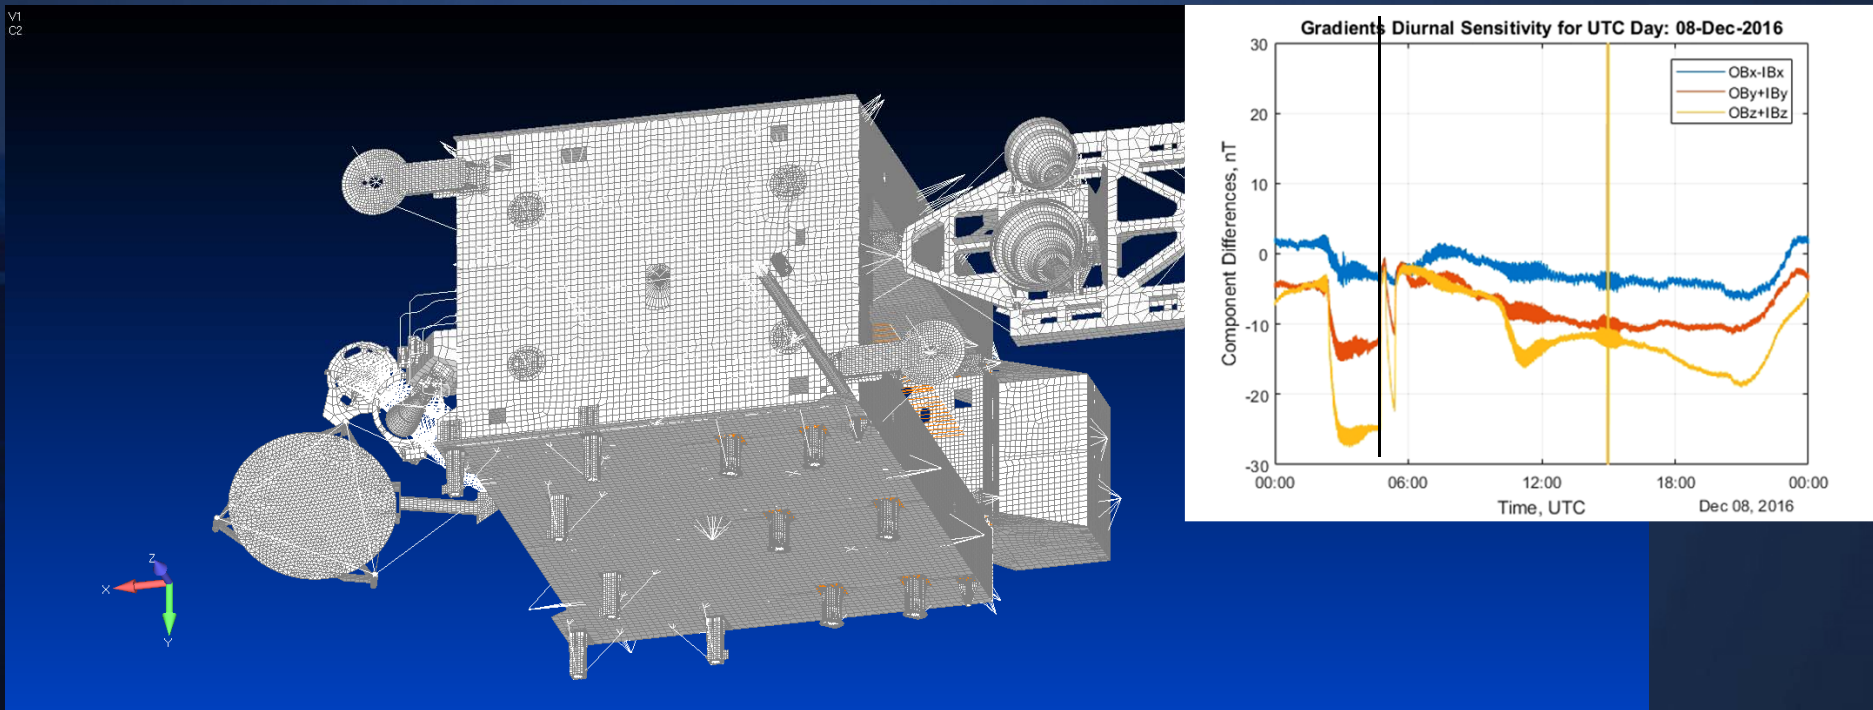 V1
C2
Z
X
Y
Gradients Diurnal Sensitivity for UTC Day: 08-Dec-2016
30
20
10
0
-10
-20
-30
Component Differences, nT
OBx-IBx
OBy+IBy
OBz+IBz
00:00 06:00 12:00 18:00 00:00
Time, UTC
Dec 08, 2016